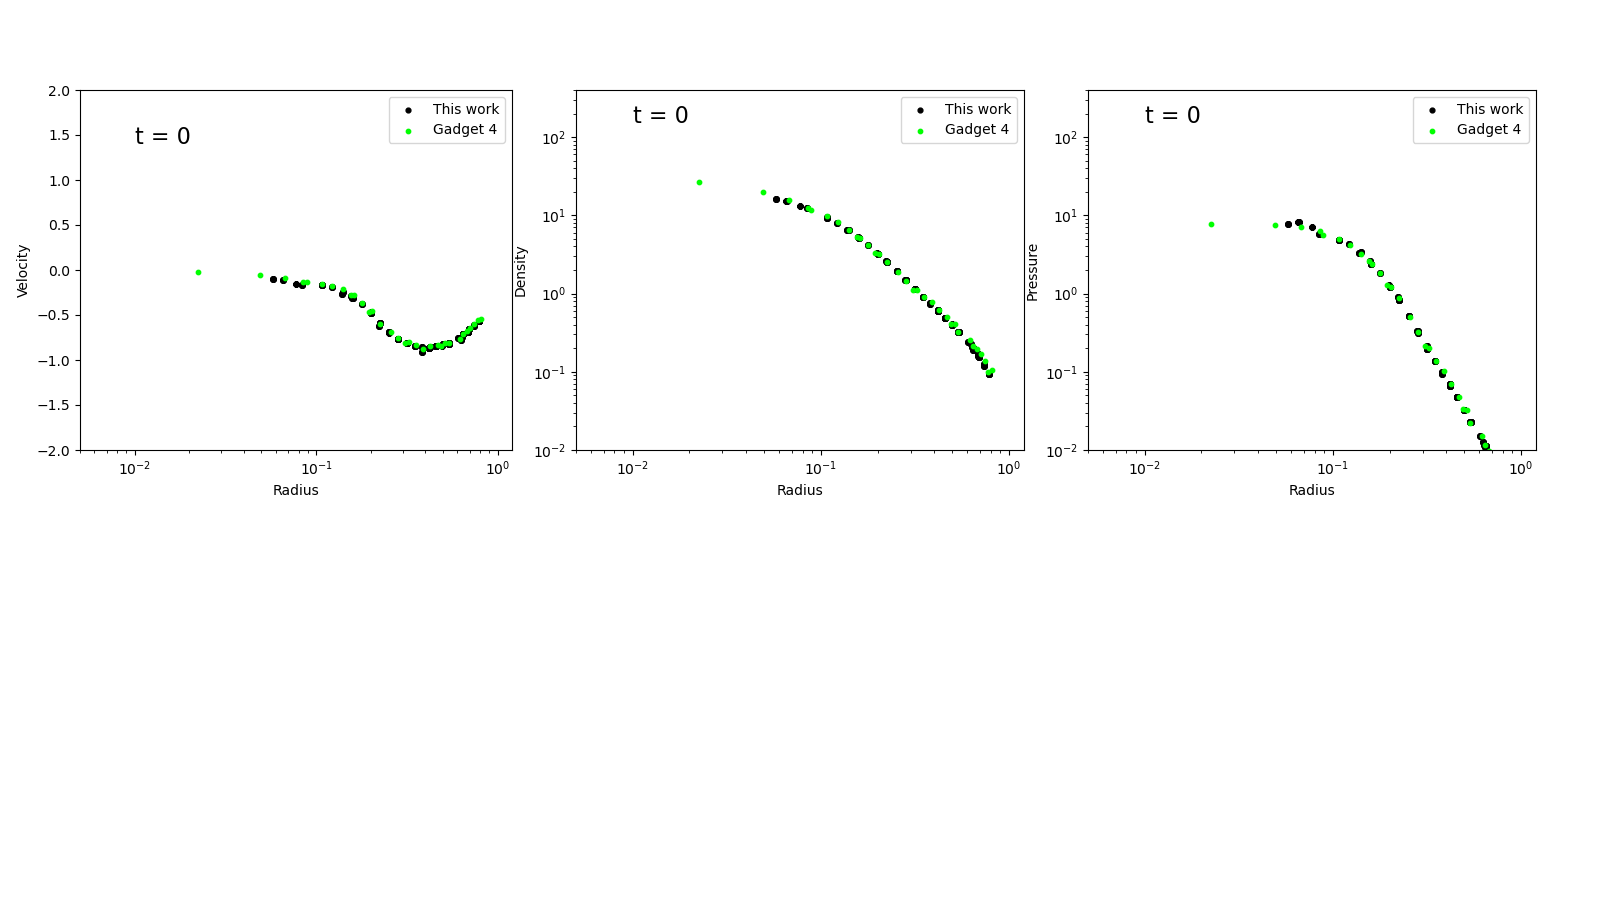 t = 0
This work
Gadget 4
Velocity
2.0
1.5
1.0
0.5
0.0
−0.5
−1.0
−1.5
−2.0
10⁻²
10⁻¹
10⁰
Radius
t = 0
This work
Gadget 4
Density
10²
10¹
10⁰
10⁻¹
10⁻²
10⁻²
10⁻¹
10⁰
Radius
t = 0
This work
Gadget 4
Pressure
10²
10¹
10⁰
10⁻¹
10⁻²
10⁻²
10⁻¹
10⁰
Radius